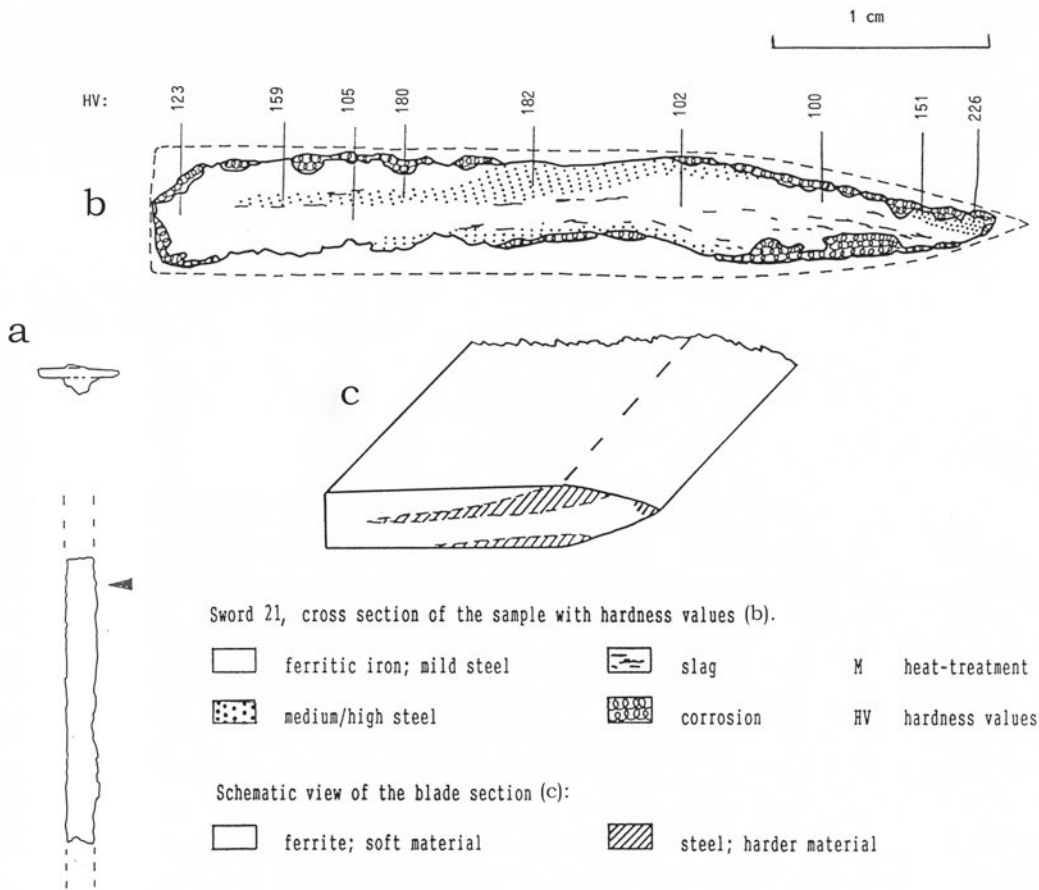 1 cm
HV: 123 159 105 180 182 102 100 151 226
b
a
c
Sword 21, cross section of the sample with hardness values (b).
ferritic iron; mild steel slag M heat-treatment
medium/high steel corrosion HV hardness values
Schematic view of the blade section (c):
ferrite; soft material steel; harder material